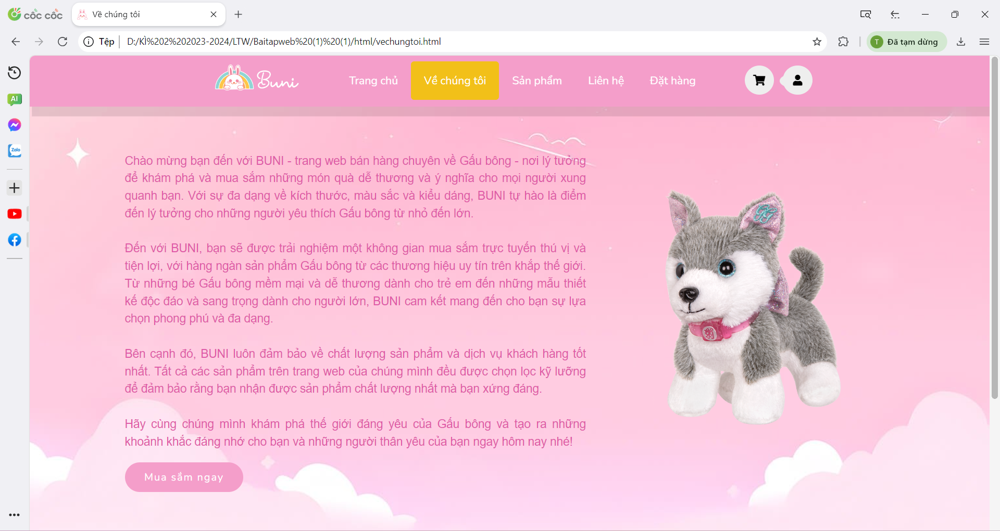 cốc cốc
Về chúng tôi
Tệp
D:/KÌ%202%202023-2024/LTW/Baitapweb%20(1)%20(1)/html/vechungtoi.html
T
Đã tạm dừng
AI
Zalo
Buni
Trang chủ
Về chúng tôi
Sản phẩm
Liên hệ
Đặt hàng
Chào mừng bạn đến với BUNI - trang web bán hàng chuyên về Gấu bông - nơi lý tưởng
để khám phá và mua sắm những món quà dễ thương và ý nghĩa cho mọi người xung
quanh bạn. Với sự đa dạng về kích thước, màu sắc và kiểu dáng, BUNI tự hào là điểm
đến lý tưởng cho những người yêu thích Gấu bông từ nhỏ đến lớn.
Đến với BUNI, bạn sẽ được trải nghiệm một không gian mua sắm trực tuyến thú vị và
tiện lợi, với hàng ngàn sản phẩm Gấu bông từ các thương hiệu uy tín trên khắp thế giới.
Từ những bé Gấu bông mềm mại và dễ thương dành cho trẻ em đến những mẫu thiết
kế độc đáo và sang trọng dành cho người lớn, BUNI cam kết mang đến cho bạn sự lựa
chọn phong phú và đa dạng.
Bên cạnh đó, BUNI luôn đảm bảo về chất lượng sản phẩm và dịch vụ khách hàng tốt
nhất. Tất cả các sản phẩm trên trang web của chúng mình đều được chọn lọc kỹ lưỡng
để đảm bảo rằng bạn nhận được sản phẩm chất lượng nhất mà bạn xứng đáng.
Hãy cùng chúng mình khám phá thế giới đáng yêu của Gấu bông và tạo ra những
khoảnh khắc đáng nhớ cho bạn và những người thân yêu của bạn ngay hôm nay nhé!
Mua sắm ngay
GG